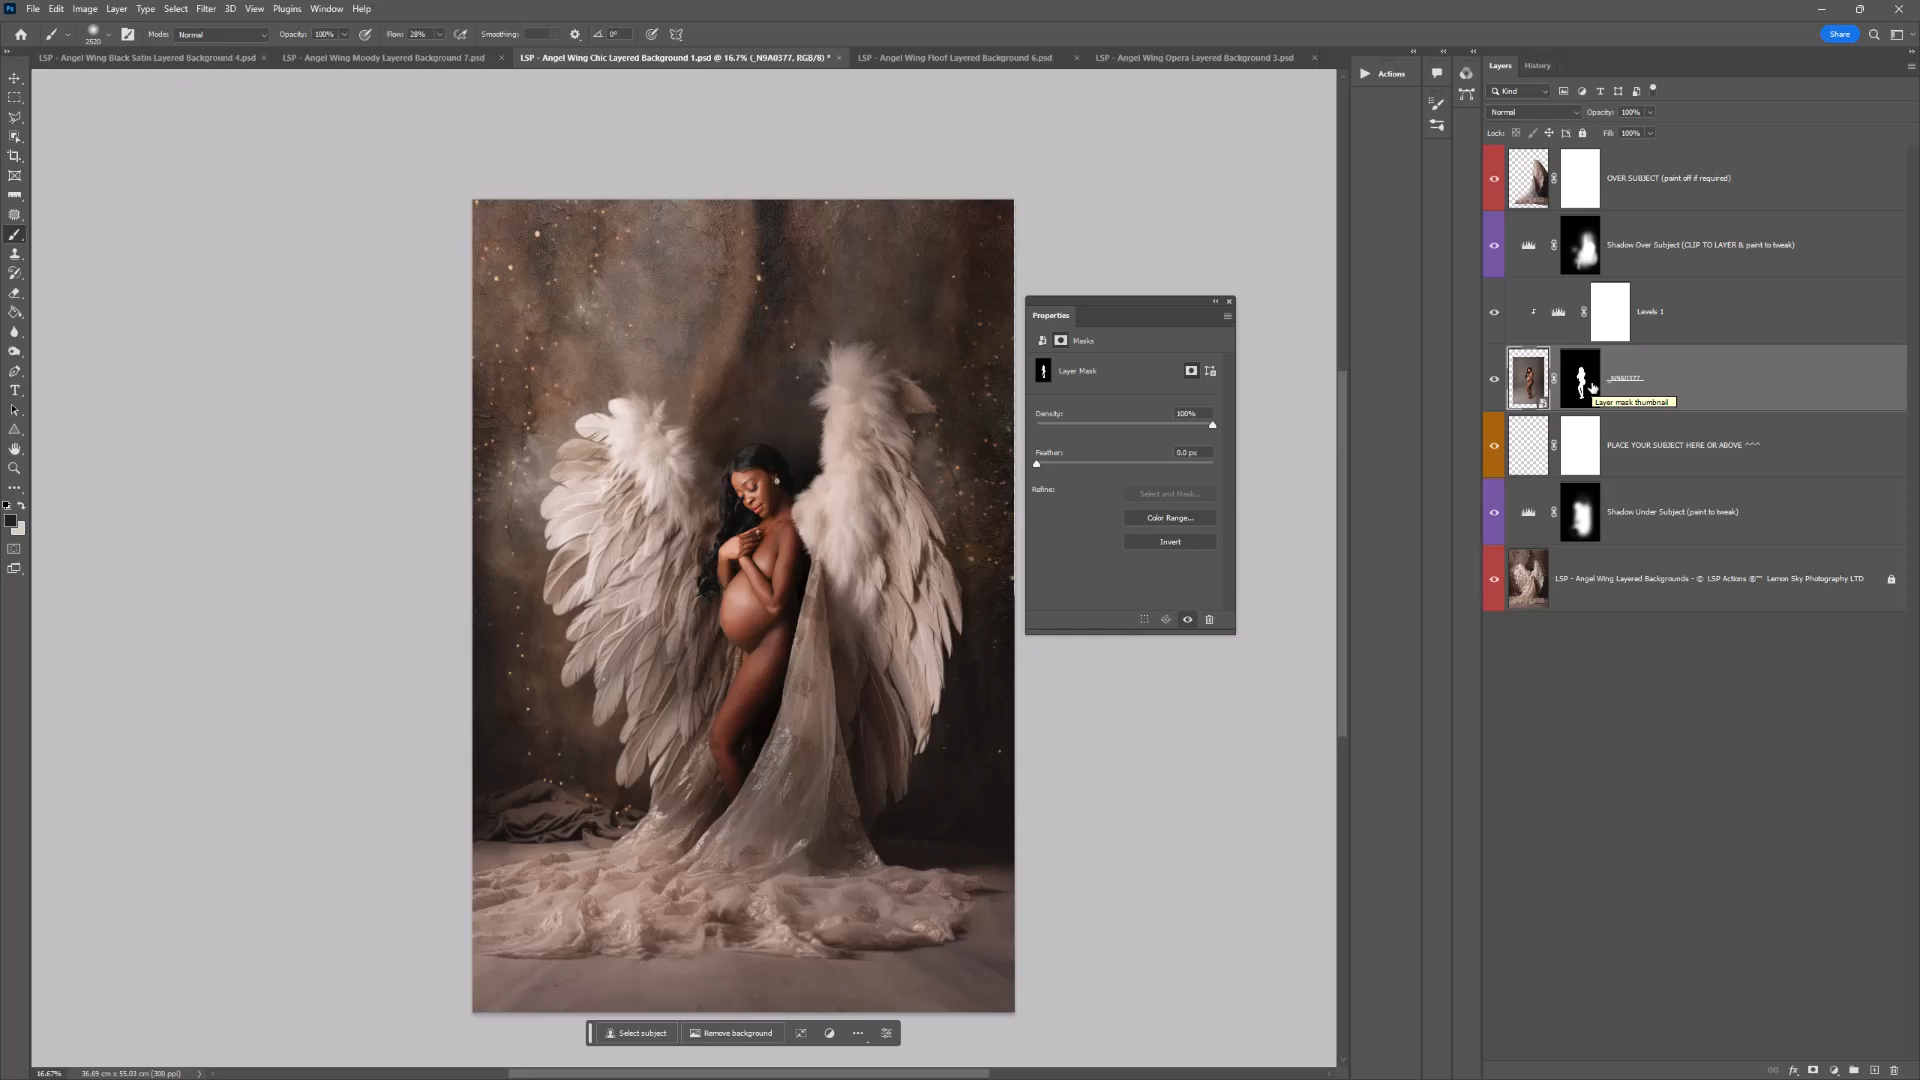 Ps File Edit Image Layer Type Select Filter 3D View Plugins Window Help
2520 Mode: Normal Opacity: 100% Flow: 28% Smoothing: 0° Share
LSP - Angel Wing Black Satin Layered Background 4.psd LSP - Angel Wing Moody Layered Background 7.psd LSP - Angel Wing Chic Layered Background 1.psd @ 16.7% (_N9A0377, RGB/8) * LSP - Angel Wing Floof Layered Background 6.psd LSP - Angel Wing Opera Layered Background 3.psd
Actions
Layers History
Kind
Normal Opacity: 100%
Lock: Fill: 100%
OVER SUBJECT (paint off if required)
Shadow Over Subject (CLIP TO LAYER & paint to tweak)
Levels 1
_N9A0377_
Layer mask thumbnail
PLACE YOUR SUBJECT HERE OR ABOVE ^^^
Shadow Under Subject (paint to tweak)
LSP - Angel Wing Layered Backgrounds - © LSP Actions ®™ Lemon Sky Photography LTD
Properties
Masks
Layer Mask
Density: 100%
Feather: 0.0 px
Refine: Select and Mask...
Color Range...
Invert
Select subject Remove background
16.67% 36.69 cm x 55.03 cm (300 ppi)